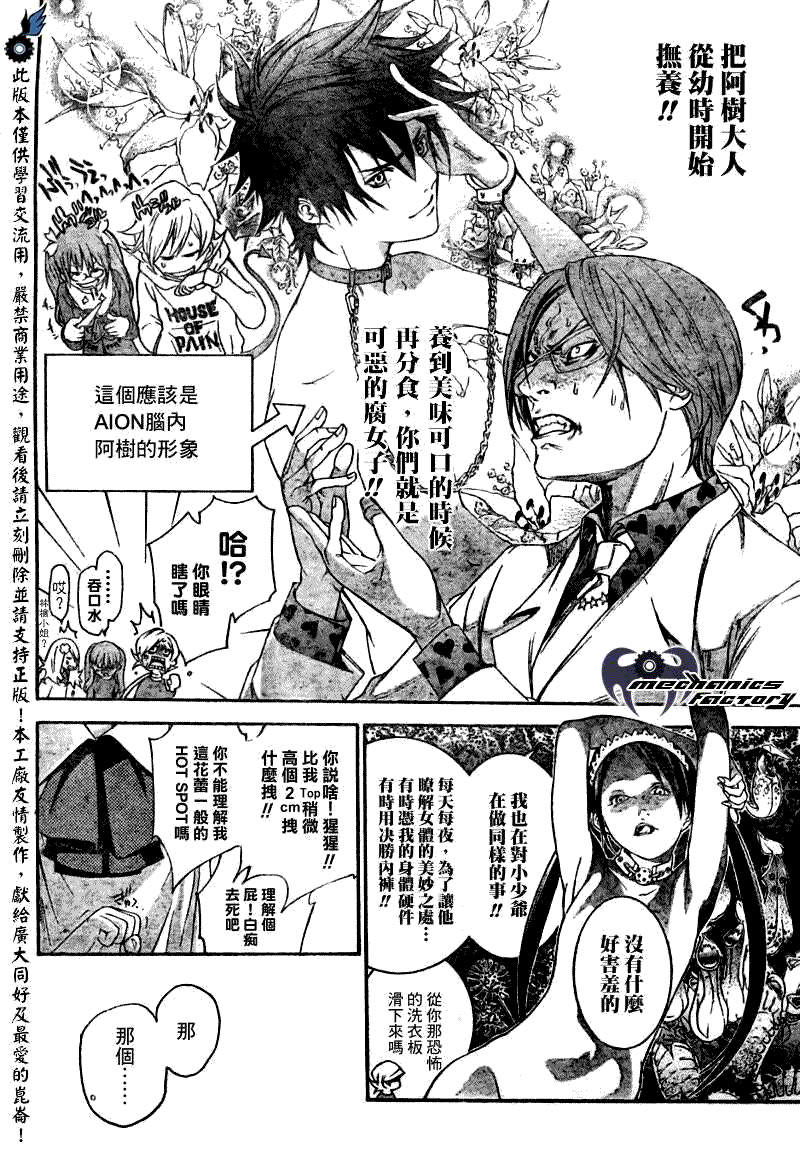 把阿樹大人
從幼時開始
撫養!!
養到美味可口的時候
再分食，你們就是
可惡的腐女子!!
HOUSE
OF
PAIN
這個應該是
AION腦內
阿樹的形象
哈!?
你眼睛
瞎了嗎
……
吞口水
哎？
林檎小姐？
mechanics
Factory
我也在對小少爺
在做同樣
的事!!
每天每夜，為了讓他
瞭解女體的美妙之處…
有時憑我的身體硬件
有時用決勝內褲!!
沒有什麼
好害羞的
從你那恐怖
的洗衣板
滑下來嗎
你説啥！猩猩!!
比我Top稍微
高個2cm拽
什麼拽!!
你不能理解我
這花蕾一般的
HOT SPOT嗎
理解個
屁！白痴
去死吧
那
那個……
此版本僅供學習交流用，嚴禁商業用途，觀看後請立刻刪除並請支持正版！本工廠友情製作，獻給廣大同好及最愛的崑崙！